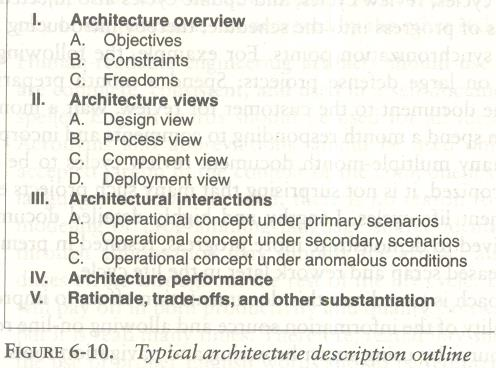 I. Architecture overview
A. Objectives
B. Constraints
C. Freedoms
II. Architecture views
A. Design view
B. Process view
C. Component view
D. Deployment view
III. Architectural interactions
A. Operational concept under primary scenarios
B. Operational concept under secondary scenarios
C. Operational concept under anomalous conditions
IV. Architecture performance
V. Rationale, trade-offs, and other substantiation
FIGURE 6-10. Typical architecture description outline